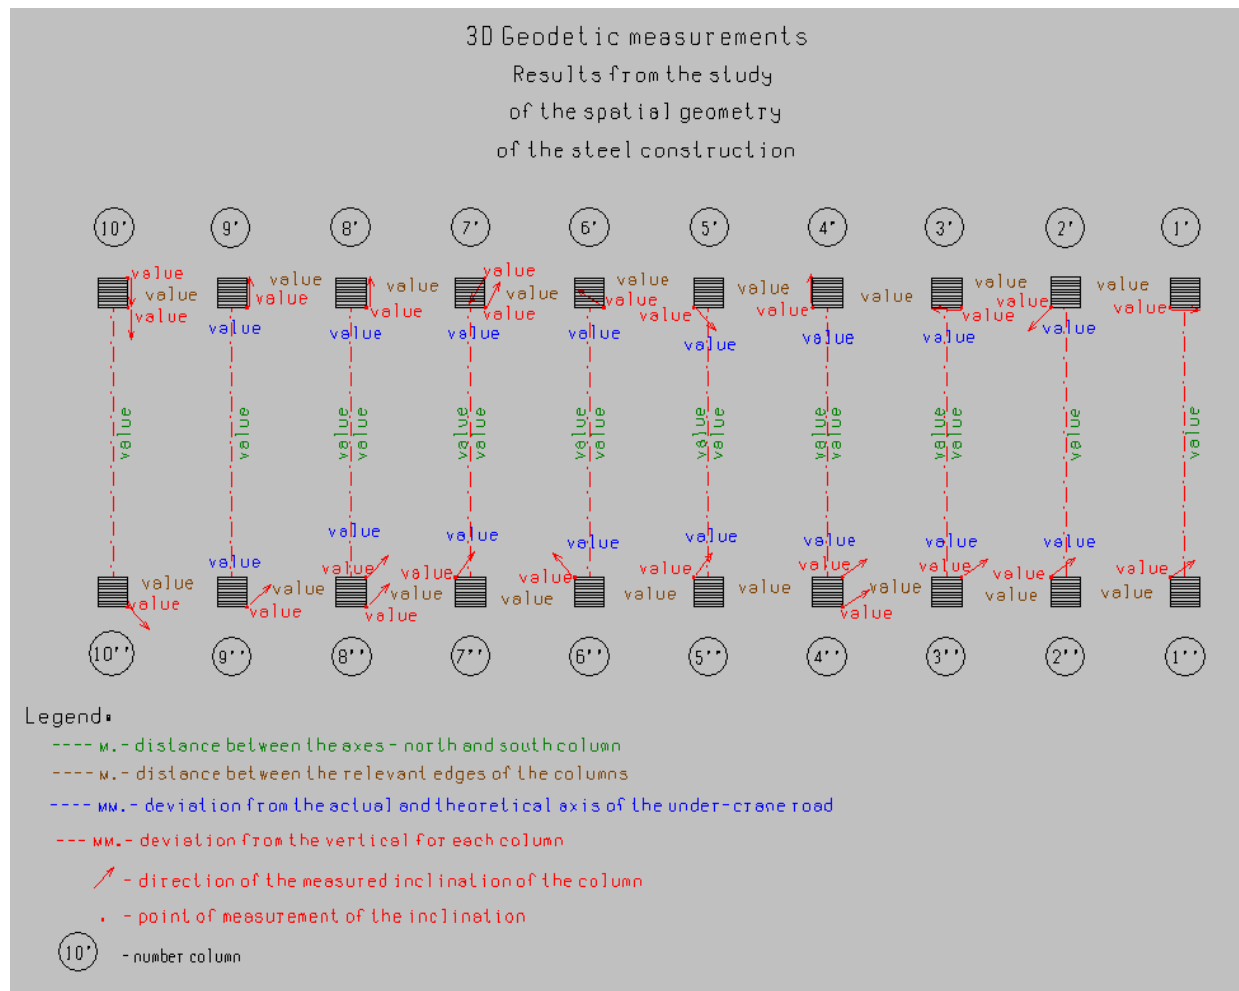 3D Geodetic measurements
Results from the study
of the spatial geometry
of the steel construction
10' 9' 8' 7' 6' 5' 4' 3' 2' 1'
value value value value value value
value value value value value value value value value
value value value value value value value value value
value value value value value value value value value
value value value value value value value value value value
value value value value value value
value value value value value value value value
value value value value value value value
value value value value value value value value value
value value value value value value
value value value
10'' 9'' 8'' 7'' 6'' 5'' 4'' 3'' 2'' 1''
Legend:
---- м.- distance between the axes - north and south column
---- м.- distance between the relevant edges of the columns
---- мм.- deviation from the actual and theoretical axis of the under-crane road
--- мм.- deviation from the vertical for each column
- direction of the measured inclination of the column
- point of measurement of the inclination
10' - number column